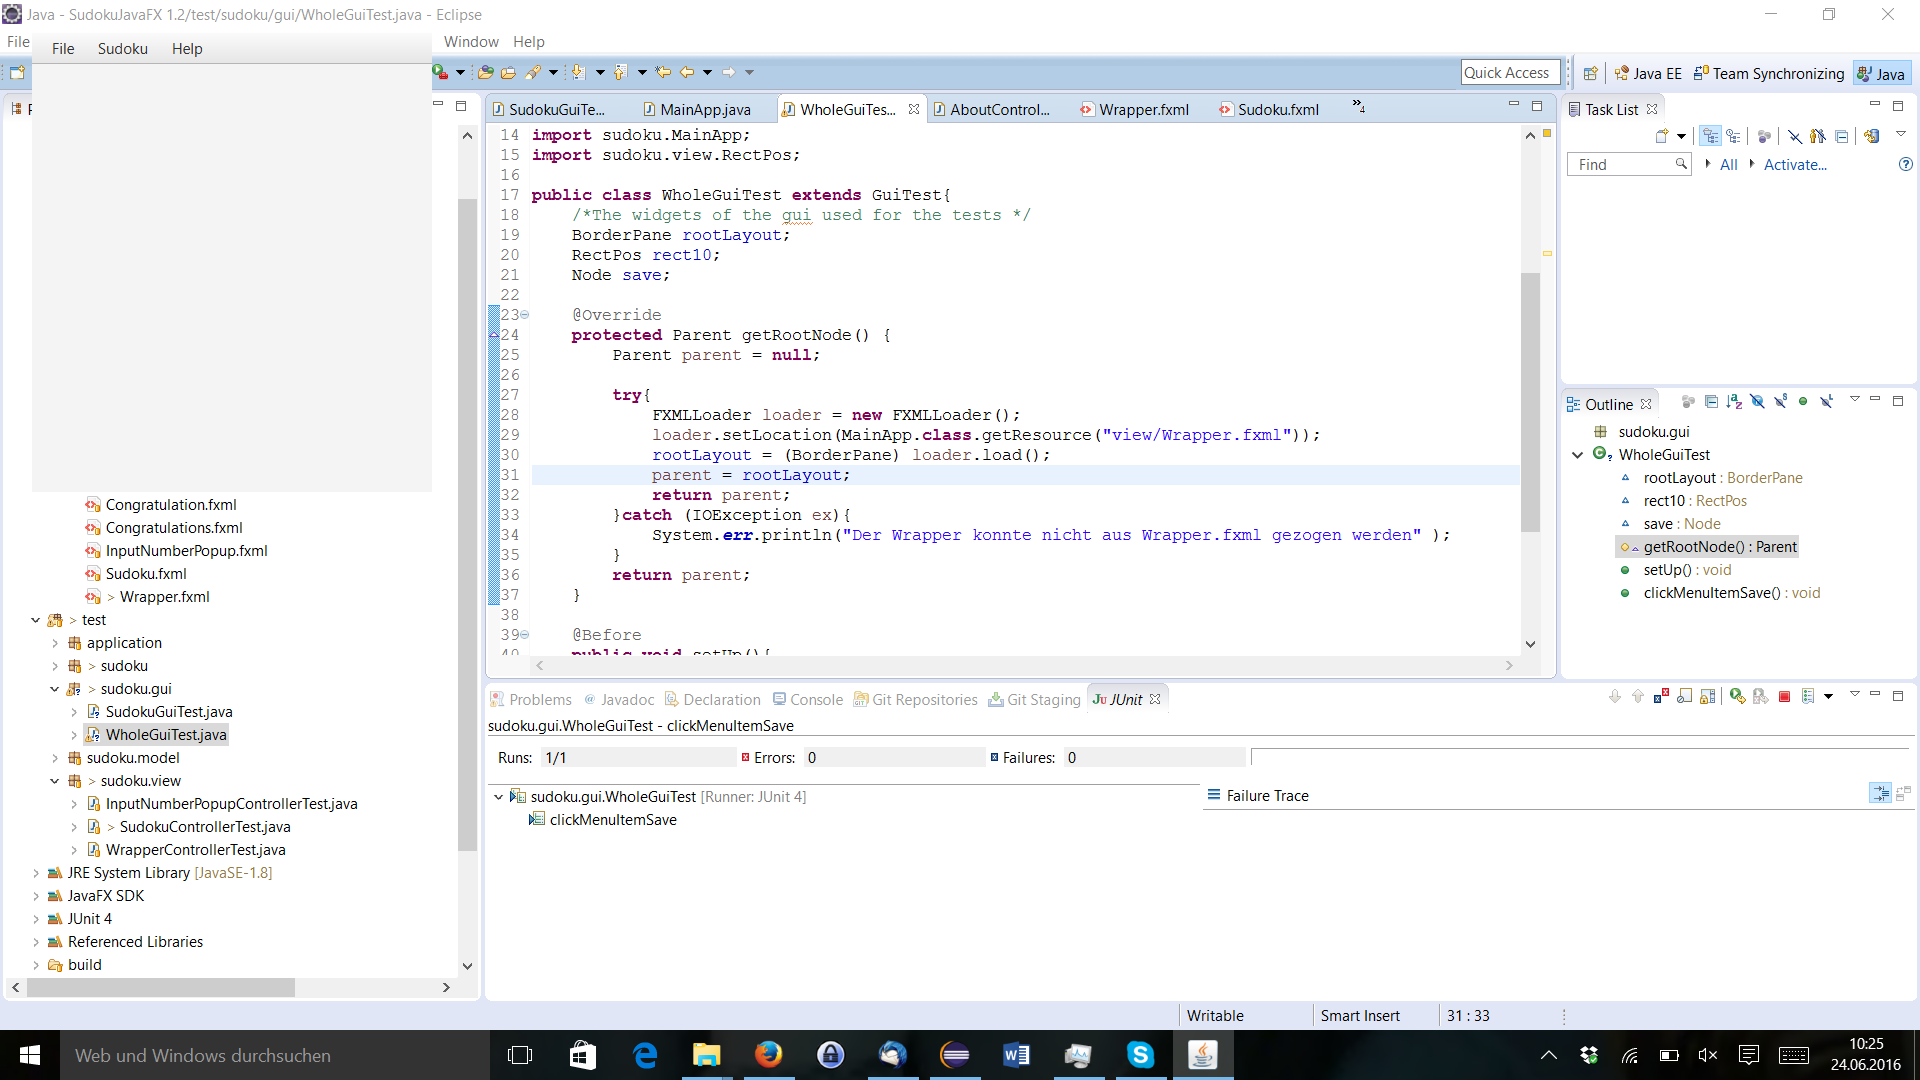 Java - SudokuJavaFX 1.2/test/sudoku/gui/WholeGuiTest.java - Eclipse
File
Window Help
File Sudoku Help
Quick Access
Java EE
Team Synchronizing
Java
SudokuGuiTe...
MainApp.java
WholeGuiTes...
AboutControl...
Wrapper.fxml
Sudoku.fxml
»4
14 import sudoku.MainApp;
15 import sudoku.view.RectPos;
16
17 public class WholeGuiTest extends GuiTest{
18 /*The widgets of the gui used for the tests */
19 BorderPane rootLayout;
20 RectPos rect10;
21 Node save;
22
23 @Override
24 protected Parent getRootNode() {
25 Parent parent = null;
26
27 try{
28 FXMLLoader loader = new FXMLLoader();
29 loader.setLocation(MainApp.class.getResource("view/Wrapper.fxml"));
30 rootLayout = (BorderPane) loader.load();
31 parent = rootLayout;
32 return parent;
33 }catch (IOException ex){
34 System.err.println("Der Wrapper konnte nicht aus Wrapper.fxml gezogen werden" );
35 }
36 return parent;
37 }
38
39 @Before
40 public void setUp(){
Task List
Find
All
Activate...
Outline
sudoku.gui
WholeGuiTest
rootLayout : BorderPane
rect10 : RectPos
save : Node
getRootNode() : Parent
setUp() : void
clickMenuItemSave() : void
Congratulation.fxml
Congratulations.fxml
InputNumberPopup.fxml
Sudoku.fxml
> Wrapper.fxml
> test
application
> sudoku
> sudoku.gui
SudokuGuiTest.java
WholeGuiTest.java
sudoku.model
> sudoku.view
InputNumberPopupControllerTest.java
> SudokuControllerTest.java
WrapperControllerTest.java
JRE System Library [JavaSE-1.8]
JavaFX SDK
JUnit 4
Referenced Libraries
build
Problems
@ Javadoc
Declaration
Console
Git Repositories
Git Staging
JUnit
sudoku.gui.WholeGuiTest - clickMenuItemSave
Runs: 1/1
Errors: 0
Failures: 0
sudoku.gui.WholeGuiTest [Runner: JUnit 4]
clickMenuItemSave
Failure Trace
Writable
Smart Insert
31 : 33
Web und Windows durchsuchen
10:25
24.06.2016